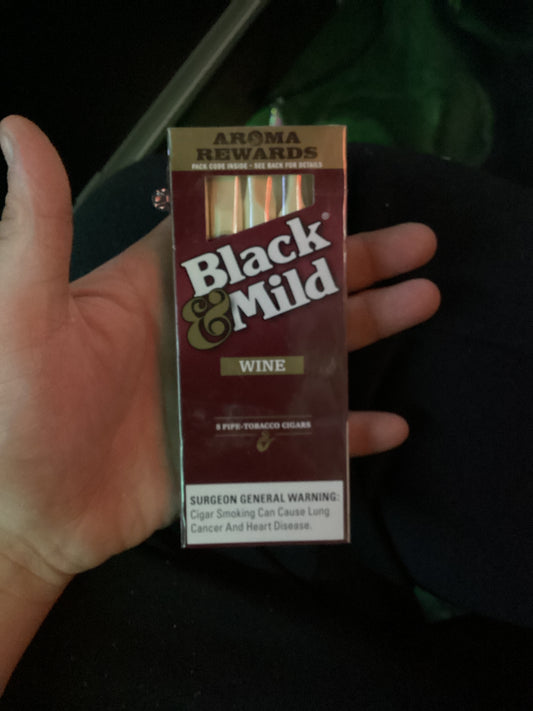 AROMA
REWARDS
PACK CODE INSIDE • SEE BACK FOR DETAILS
Black®
& Mild
WINE
5 PIPE-TOBACCO CIGARS
SURGEON GENERAL WARNING:
Cigar Smoking Can Cause Lung
Cancer And Heart Disease.